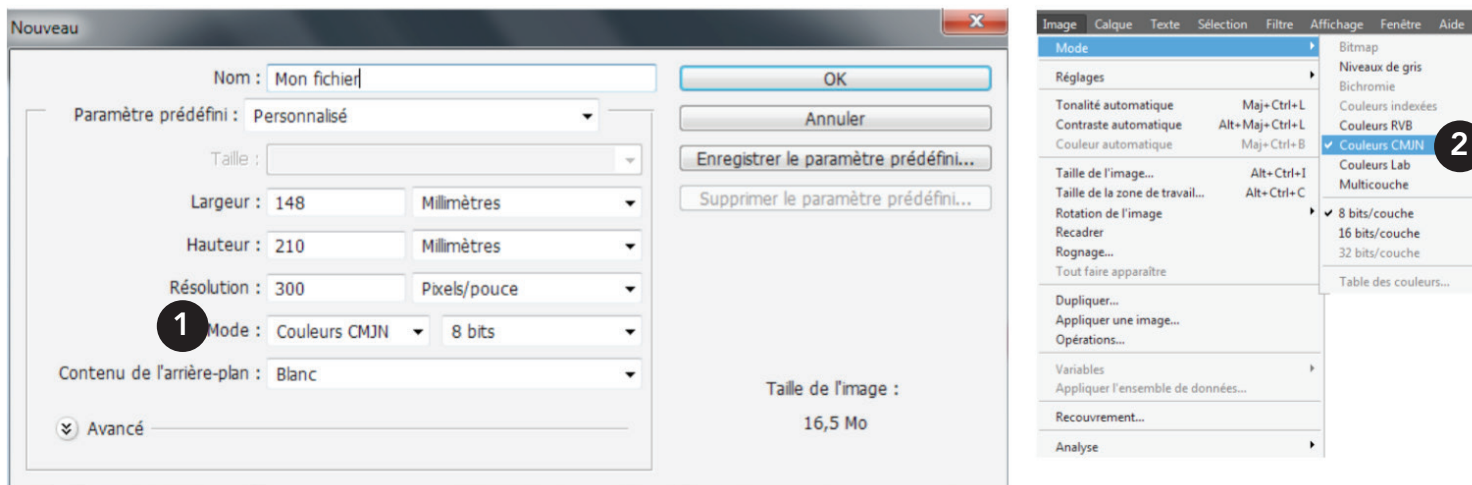 Nouveau
Nom : Mon fichier
OK
Paramètre prédéfini : Personnalisé
Annuler
Taille :
Enregistrer le paramètre prédéfini...
Largeur : 148 Millimètres
Supprimer le paramètre prédéfini...
Hauteur : 210 Millimètres
Résolution : 300 Pixels/pouce
1 Mode : Couleurs CMJN 8 bits
Contenu de l'arrière-plan : Blanc
Taille de l'image :
16,5 Mo
Avancé
Image Calque Texte Sélection Filtre Affichage Fenêtre Aide
Mode
Réglages
Tonalité automatique Maj+Ctrl+L
Contraste automatique Alt+Maj+Ctrl+L
Couleur automatique Maj+Ctrl+B
Taille de l'image... Alt+Ctrl+I
Taille de la zone de travail... Alt+Ctrl+C
Rotation de l'image
Recadrer
Rognage...
Tout faire apparaître
Dupliquer...
Appliquer une image...
Opérations...
Variables
Appliquer l'ensemble de données...
Recouvrement...
Analyse
Bitmap
Niveaux de gris
Bichromie
Couleurs indexées
Couleurs RVB
Couleurs CMJN 2
Couleurs Lab
Multicouche
8 bits/couche
16 bits/couche
32 bits/couche
Table des couleurs...